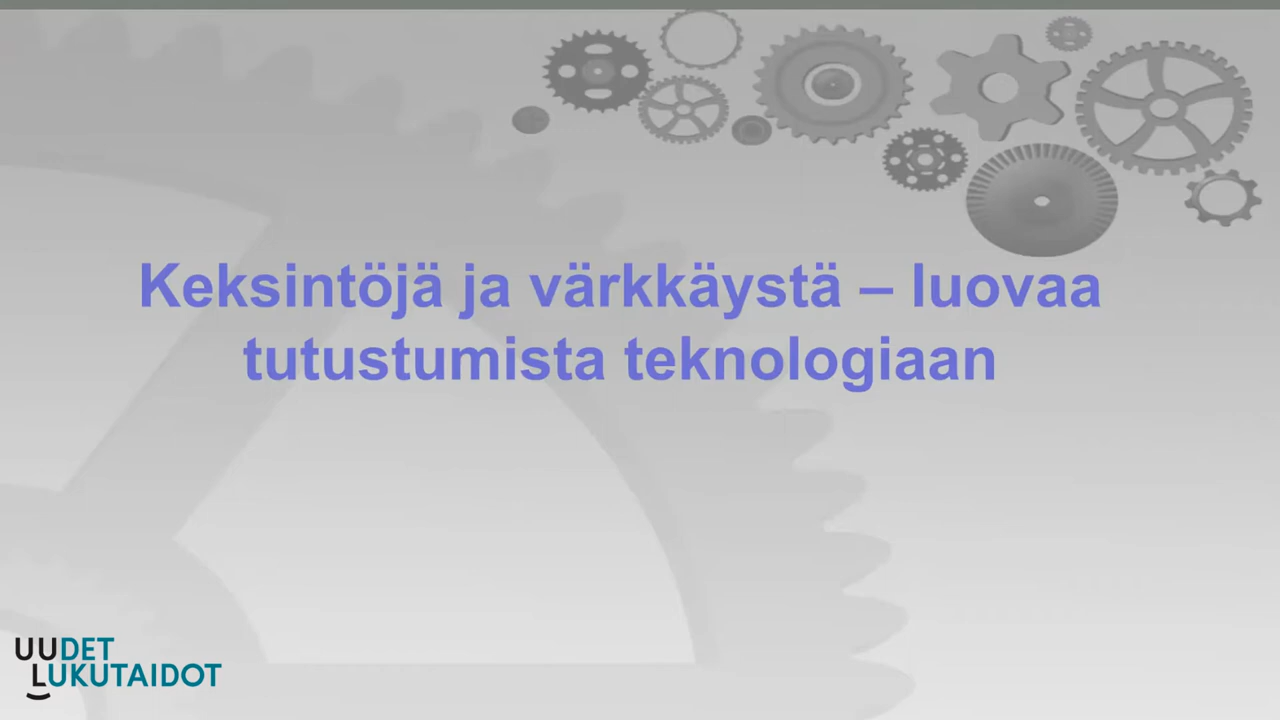 Keksintöjä ja värkkäystä – luovaa
tutustumista teknologiaan
UUDET
LUKUTAIDOT